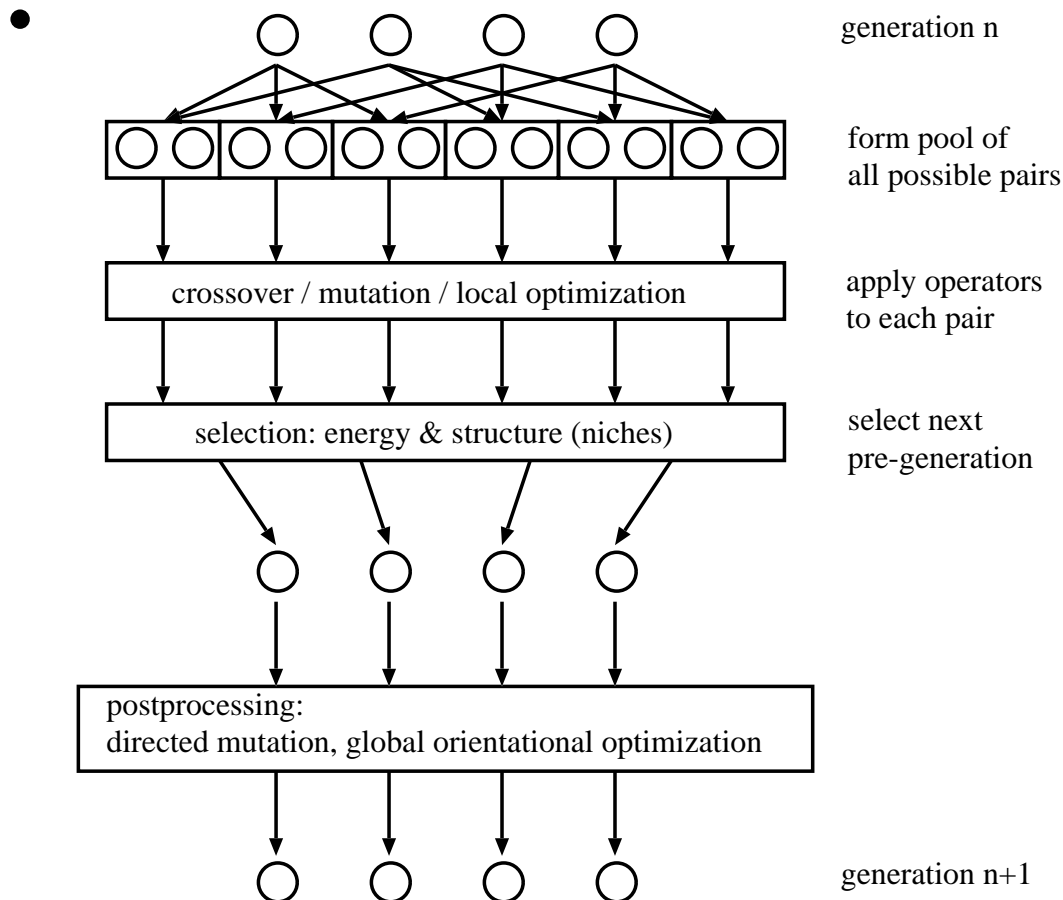 generation n
form pool of
all possible pairs
crossover / mutation / local optimization
apply operators
to each pair
selection: energy & structure (niches)
select next
pre-generation
postprocessing:
directed mutation, global orientational optimization
generation n+1